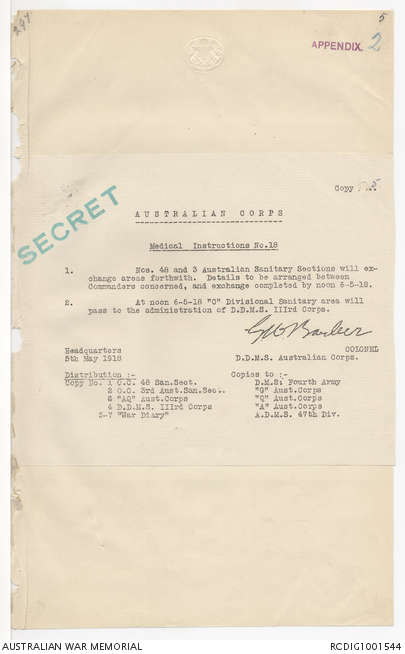 5
APPENDIX. 2
SECRET
Copy
AUSTRALIAN CORPS
Medical Instructions No.18
1. Nos. 48 and 3 Australian Sanitary Sections will ex-
change areas forthwith. Details to be arranged between
Commanders concerned, and exchange completed by noon 6-5-18.
2. At noon 6-5-18 "C" Divisional Sanitary area will
pass to the administration of D.D.M.S. IIIrd Corps.
G W Barber
COLONEL
Headquarters
5th May 1918
D.D.M.S. Australian Corps.
Distribution :-
Copy No. 1 O.C. 48 San.Sect.
2 O.C. 3rd Aust.San.Sect.
3 "AQ" Aust.Corps
4 D.D.M.S. IIIrd Corps
5-7 "War Diary"
Copies to :-
D.M.S. Fourth Army
"G" Aust.Corps
"Q" Aust.Corps
"A" Aust.Corps
A.D.M.S. 47th Div.
AUSTRALIAN WAR MEMORIAL
RCDIG1001544